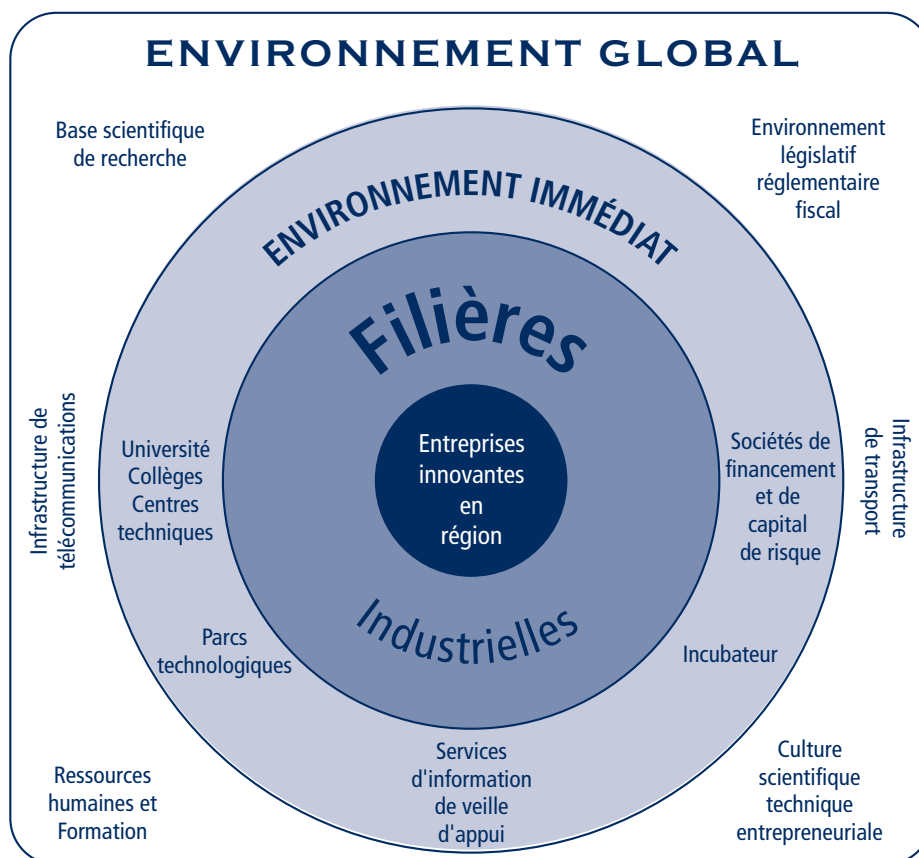 ENVIRONNEMENT GLOBAL
Base scientifique
de recherche
Environnement
législatif
réglementaire
fiscal
ENVIRONNEMENT IMMÉDIAT
Filières
Infrastructure de
télécommunications
Université
Collèges
Centres
techniques
Entreprises
innovantes
en
région
Sociétés de
financement
et de
capital
de risque
Infrastructure
de transport
Industrielles
Parcs
technologiques
Incubateur
Services
d'information
de veille
d'appui
Ressources
humaines et
Formation
Culture
scientifique
technique
entrepreneuriale